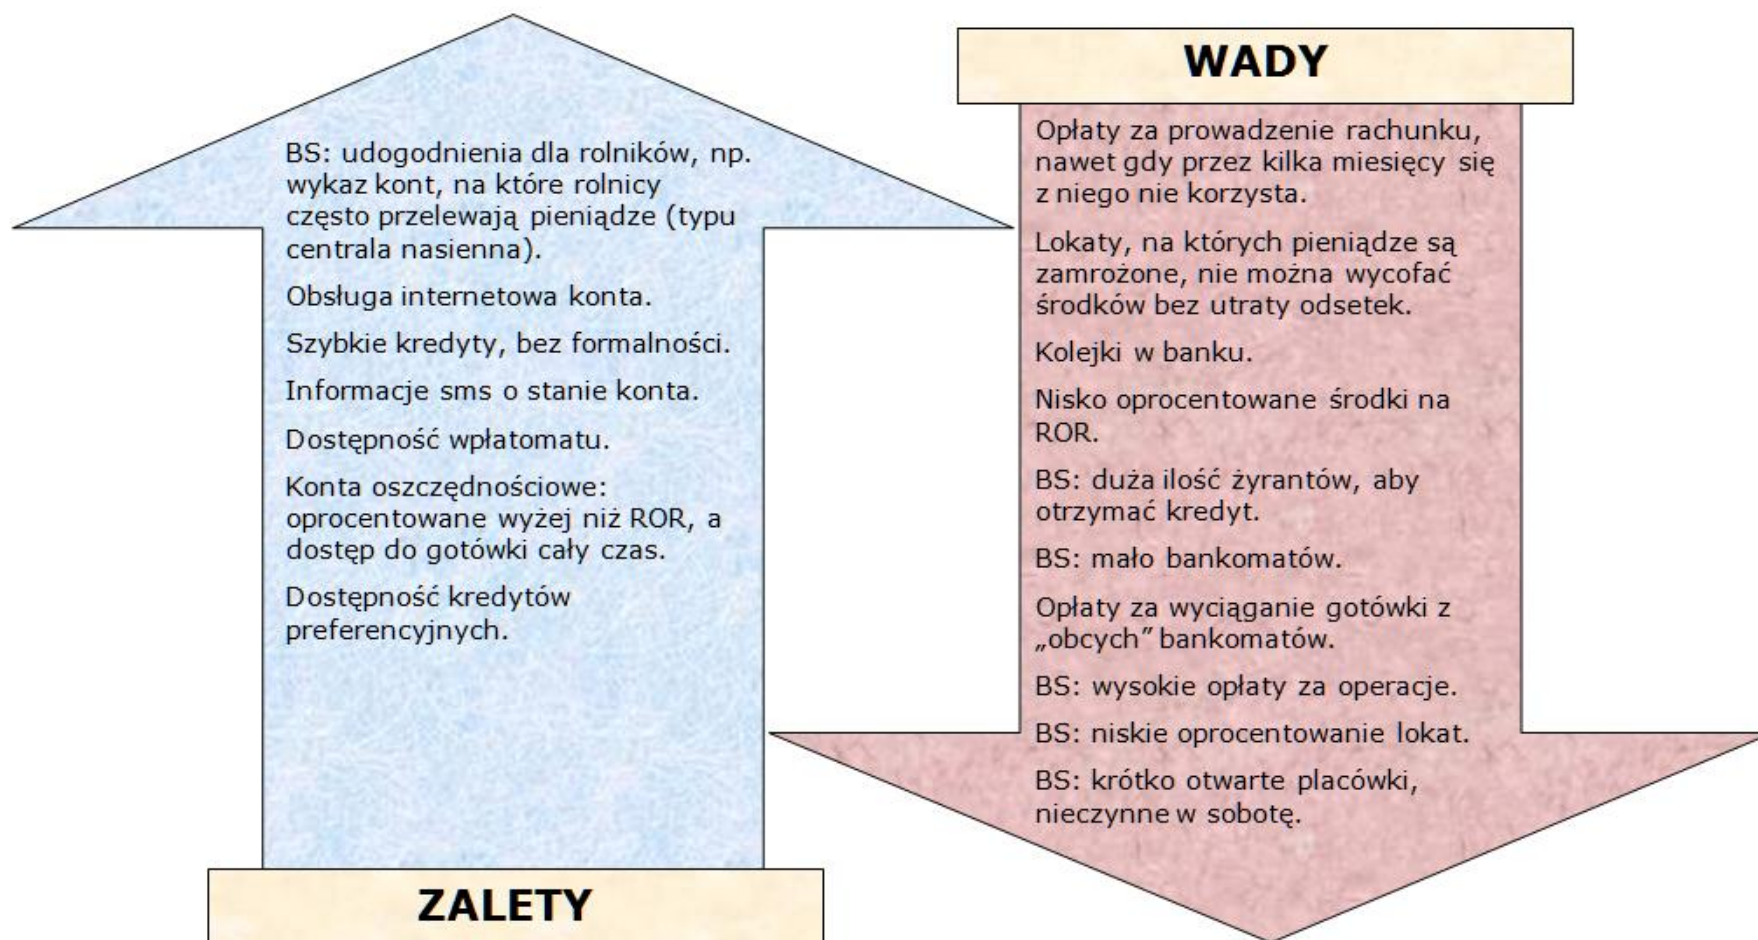 BS: udogodnienia dla rolników, np.
wykaz kont, na które rolnicy
często przelewają pieniądze (typu
centrala nasienna).
Obsługa internetowa konta.
Szybkie kredyty, bez formalności.
Informacje sms o stanie konta.
Dostępność wpłatomatu.
Konta oszczędnościowe:
oprocentowane wyżej niż ROR, a
dostęp do gotówki cały czas.
Dostępność kredytów
preferencyjnych.
ZALETY
WADY
Opłaty za prowadzenie rachunku,
nawet gdy przez kilka miesięcy się
z niego nie korzysta.
Lokaty, na których pieniądze są
zamrożone, nie można wycofać
środków bez utraty odsetek.
Kolejki w banku.
Nisko oprocentowane środki na
ROR.
BS: duża ilość żyrantów, aby
otrzymać kredyt.
BS: mało bankomatów.
Opłaty za wyciąganie gotówki z
„obcych” bankomatów.
BS: wysokie opłaty za operacje.
BS: niskie oprocentowanie lokat.
BS: krótko otwarte placówki,
nieczynne w sobotę.